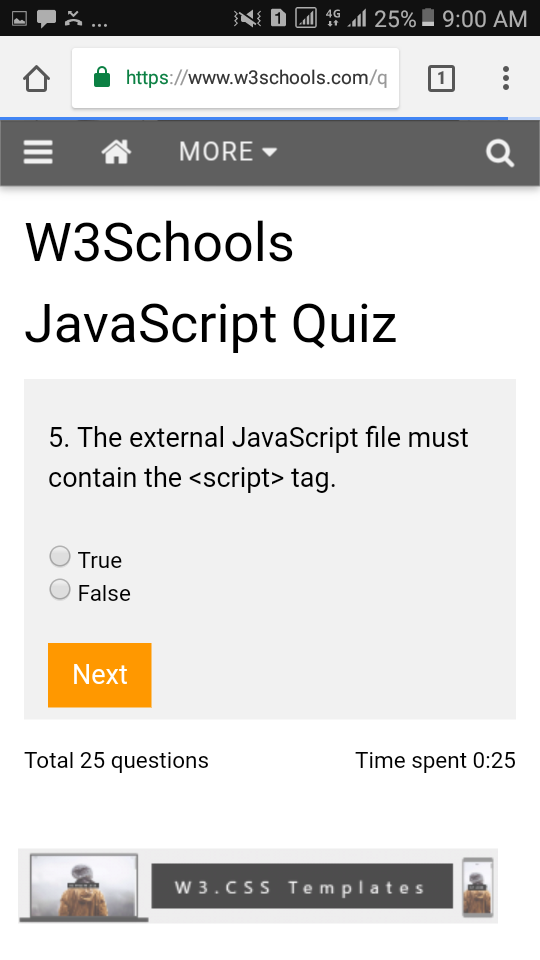 ... 1 4G 25% 9:00 AM
https://www.w3schools.com/q 1
MORE
W3Schools
JavaScript Quiz
5. The external JavaScript file must
contain the <script> tag.
True
False
Next
Total 25 questions Time spent 0:25
W3.CSS Templates